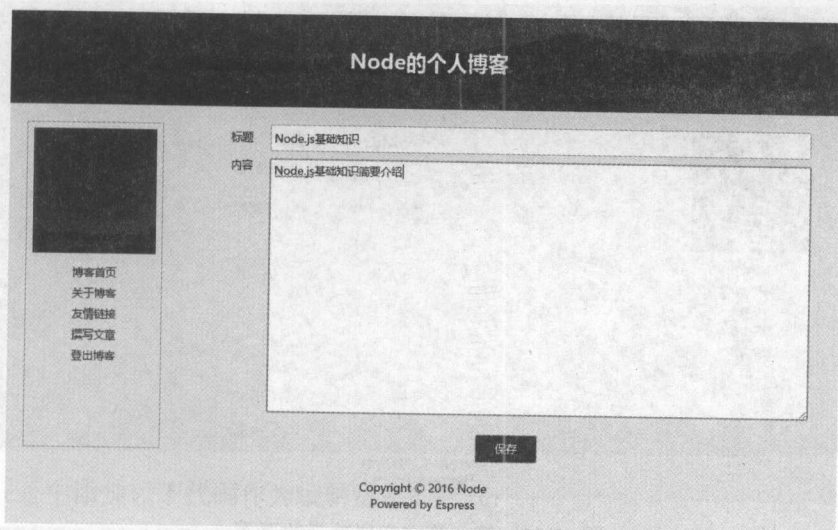 Node的个人博客
标题 Node.js基础知识
内容 Node.js基础知识简要介绍
博客首页
关于博客
友情链接
撰写文章
登出博客
保存
Copyright © 2016 Node
Powered by Espress